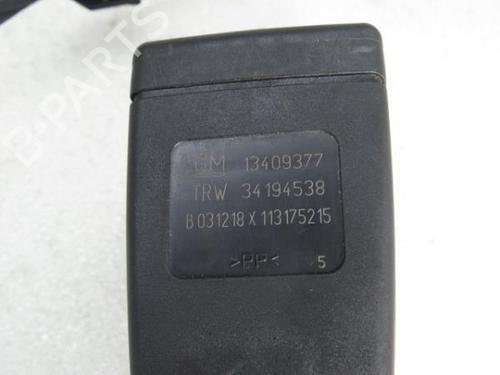 B-PARTS
GM 13409377
TRW 34194538
B 031218 X 113175215
>PP< 5